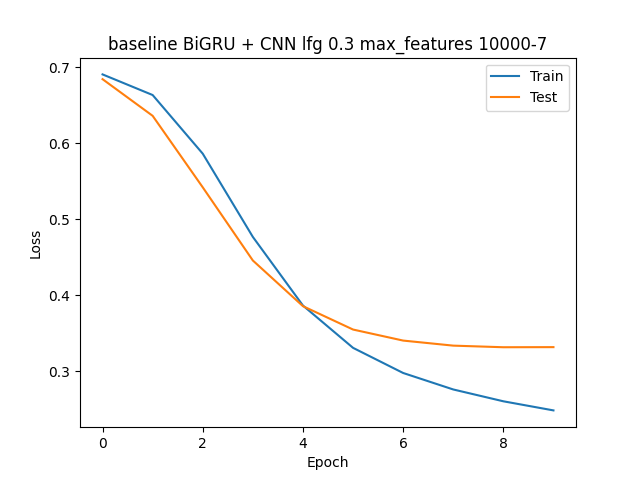 baseline BiGRU + CNN lfg 0.3 max_features 10000-7
Train
Test
0.7
0.6
0.5
0.4
0.3
Loss
0 2 4 6 8
Epoch